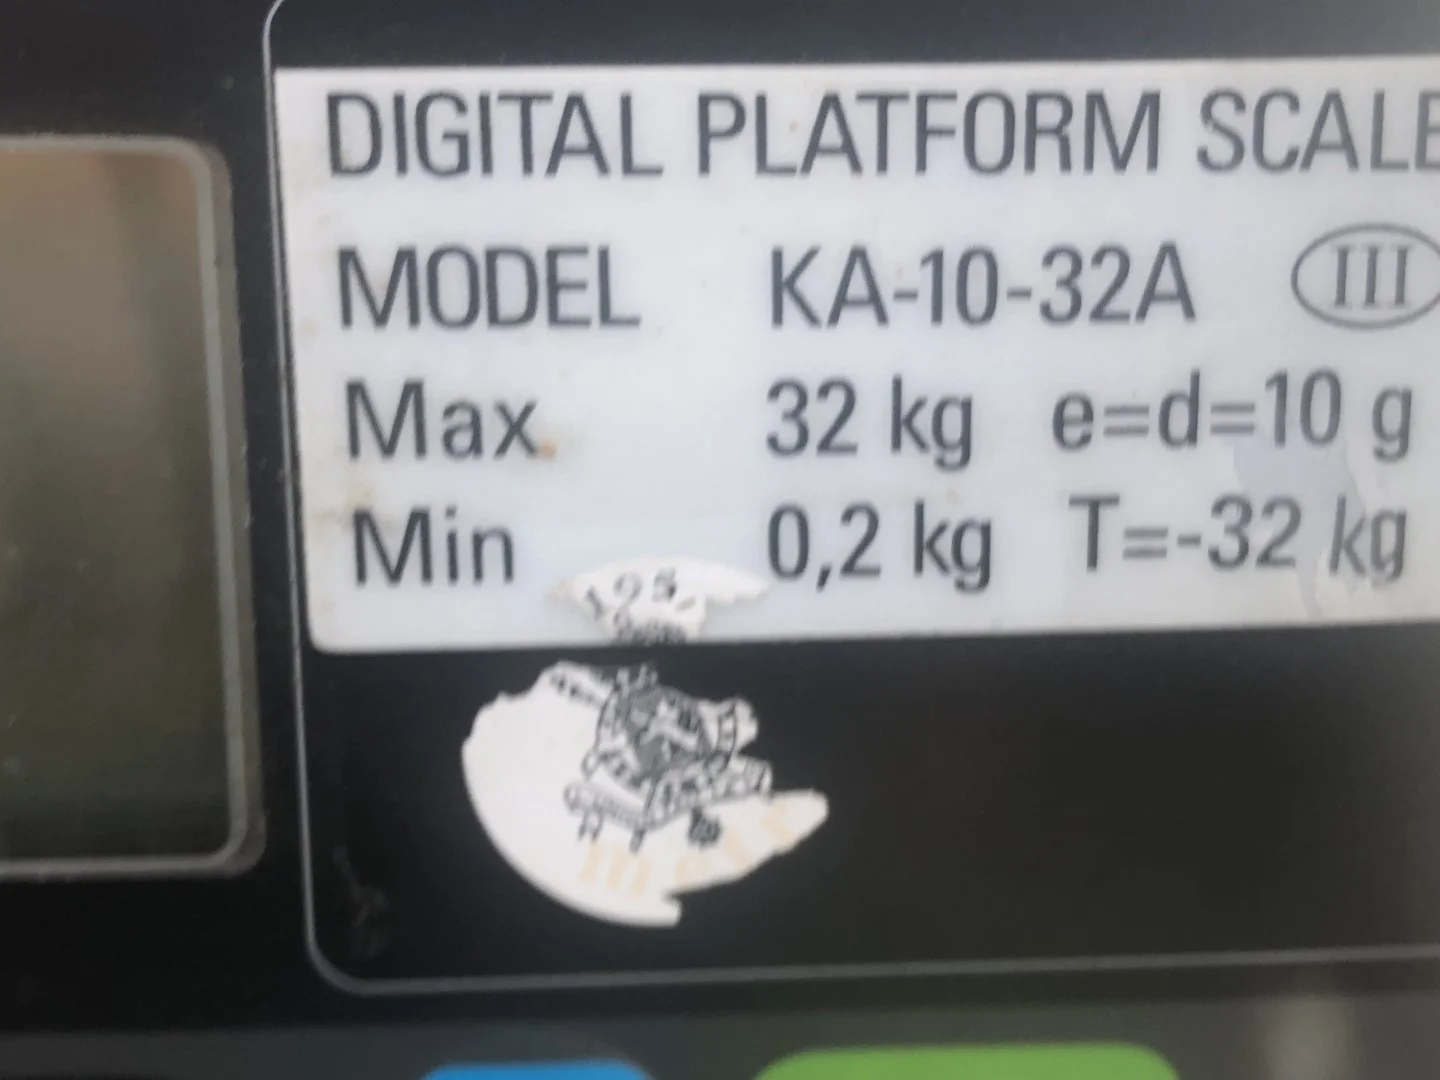 DIGITAL PLATFORM SCALE
MODEL KA-10-32A III
Max. 32 kg e=d=10 g
Min 0,2 kg T=-32 kg